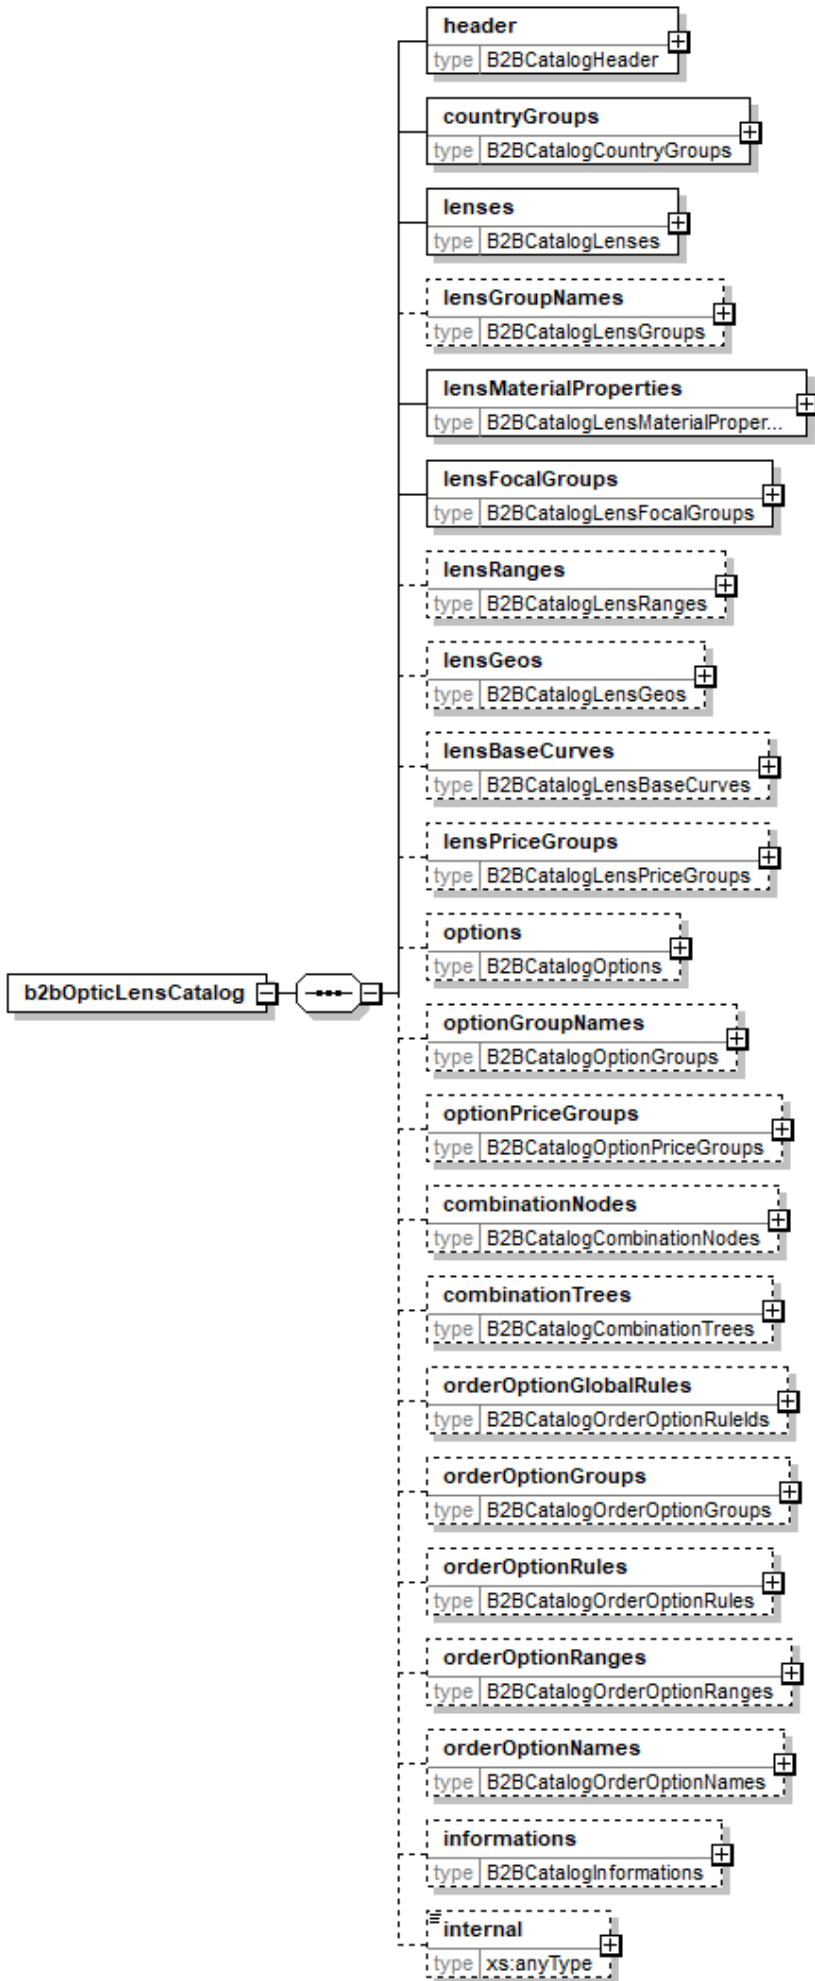 header
type B2BCatalogHeader
countryGroups
type B2BCatalogCountryGroups
lenses
type B2BCatalogLenses
lensGroupNames
type B2BCatalogLensGroups
lensMaterialProperties
type B2BCatalogLensMaterialProper...
lensFocalGroups
type B2BCatalogLensFocalGroups
lensRanges
type B2BCatalogLensRanges
lensGeos
type B2BCatalogLensGeos
lensBaseCurves
type B2BCatalogLensBaseCurves
lensPriceGroups
type B2BCatalogLensPriceGroups
options
type B2BCatalogOptions
b2bOpticLensCatalog
optionGroupNames
type B2BCatalogOptionGroups
optionPriceGroups
type B2BCatalogOptionPriceGroups
combinationNodes
type B2BCatalogCombinationNodes
combinationTrees
type B2BCatalogCombinationTrees
orderOptionGlobalRules
type B2BCatalogOrderOptionRuleIds
orderOptionGroups
type B2BCatalogOrderOptionGroups
orderOptionRules
type B2BCatalogOrderOptionRules
orderOptionRanges
type B2BCatalogOrderOptionRanges
orderOptionNames
type B2BCatalogOrderOptionNames
informations
type B2BCatalogInformations
internal
type xs:anyType